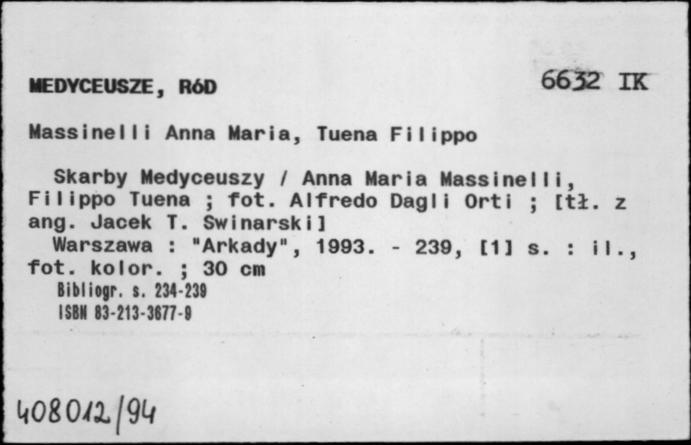 MEDYCEUSZE, RóD
6632 IK
Massinelli Anna Maria, Tuena Filippo
Skarby Medyceuszy / Anna Maria Massinelli,
Filippo Tuena ; fot. Alfredo Dagli Orti ; [tł. z
ang. Jacek T. Swinarski]
Warszawa : "Arkady", 1993. - 239, [1] s. : il.,
fot. kolor. ; 30 cm
Bibliogr. s. 234-239
ISBN 83-213-3677-9
408012/94